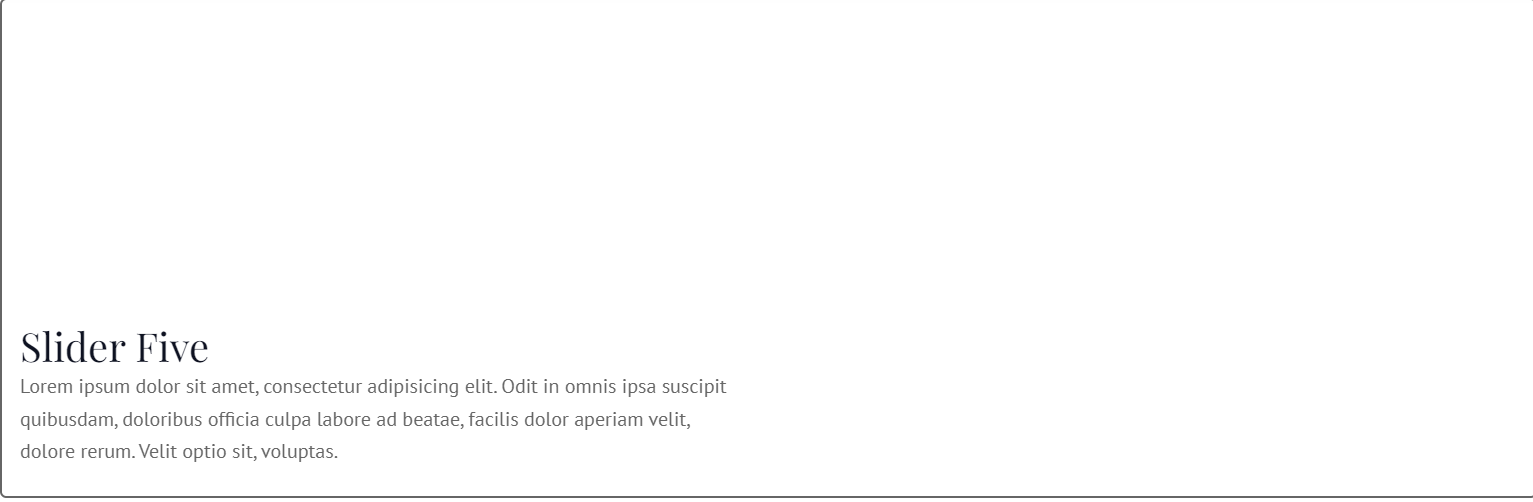 Slider Five
Lorem ipsum dolor sit amet, consectetur adipisicing elit. Odit in omnis ipsa suscipit
quibusdam, doloribus officia culpa labore ad beatae, facilis dolor aperiam velit,
dolore rerum. Velit optio sit, voluptas.